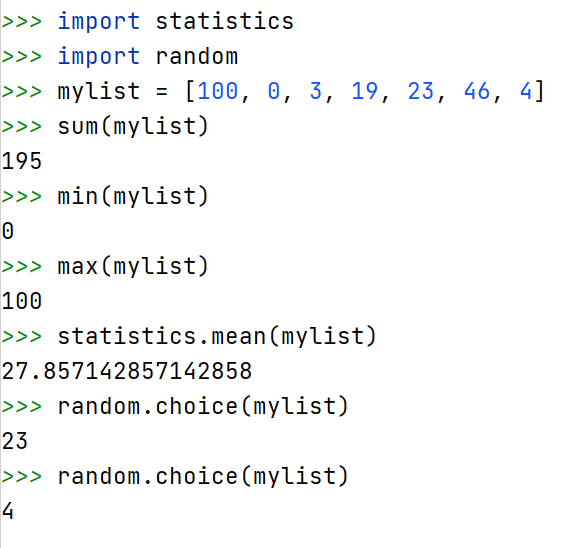 >>> import statistics
>>> import random
>>> mylist = [100, 0, 3, 19, 23, 46, 4]
>>> sum(mylist)
195
>>> min(mylist)
0
>>> max(mylist)
100
>>> statistics.mean(mylist)
27.857142857142858
>>> random.choice(mylist)
23
>>> random.choice(mylist)
4